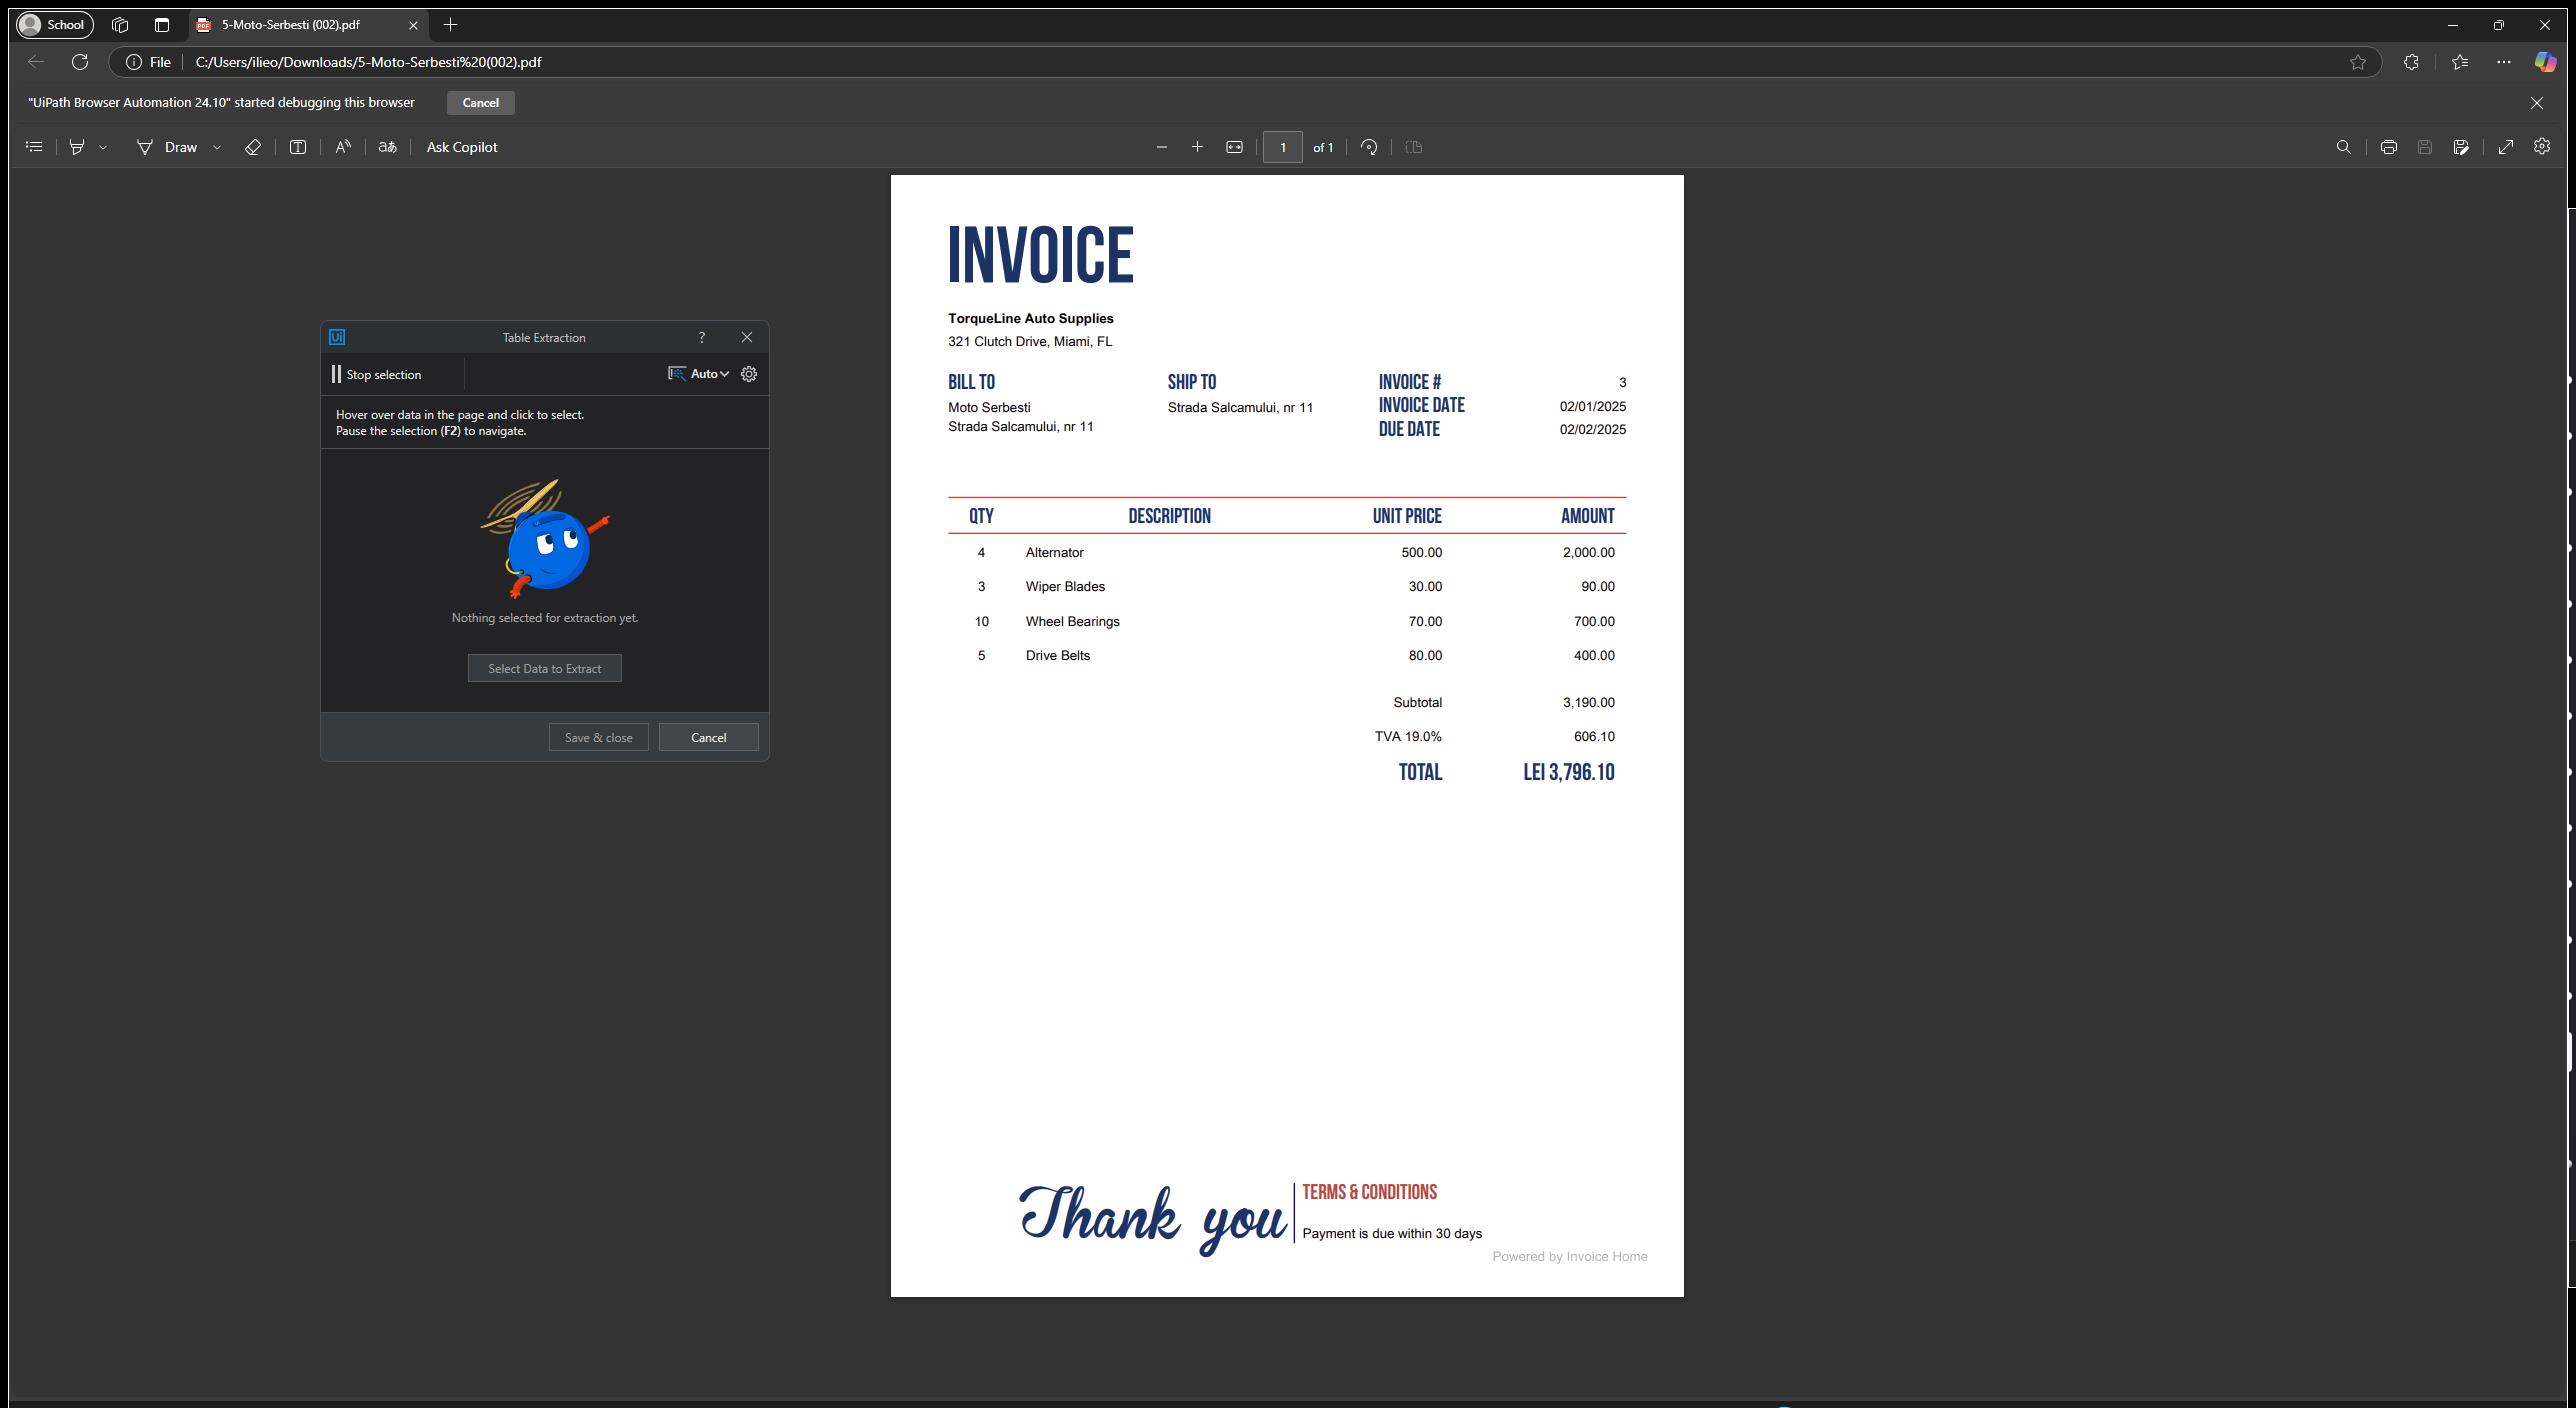 School
5-Moto-Serbesti (002).pdf
File
C:/Users/ilieo/Downloads/5-Moto-Serbesti%20(002).pdf
"UiPath Browser Automation 24.10" started debugging this browser
Cancel
Draw
aあ
Ask Copilot
1 of 1
Ui
Table Extraction
?
Stop selection
Auto
Hover over data in the page and click to select.
Pause the selection (F2) to navigate.
Nothing selected for extraction yet.
Select Data to Extract
Save & close
Cancel
INVOICE
TorqueLine Auto Supplies
321 Clutch Drive, Miami, FL
BILL TO
Moto Serbesti
Strada Salcamului, nr 11
SHIP TO
Strada Salcamului, nr 11
INVOICE # 3
INVOICE DATE 02/01/2025
DUE DATE 02/02/2025
QTY DESCRIPTION UNIT PRICE AMOUNT
4 Alternator 500.00 2,000.00
3 Wiper Blades 30.00 90.00
10 Wheel Bearings 70.00 700.00
5 Drive Belts 80.00 400.00
Subtotal 3,190.00
TVA 19.0% 606.10
TOTAL LEI 3,796.10
Thank you
TERMS & CONDITIONS
Payment is due within 30 days
Powered by Invoice Home